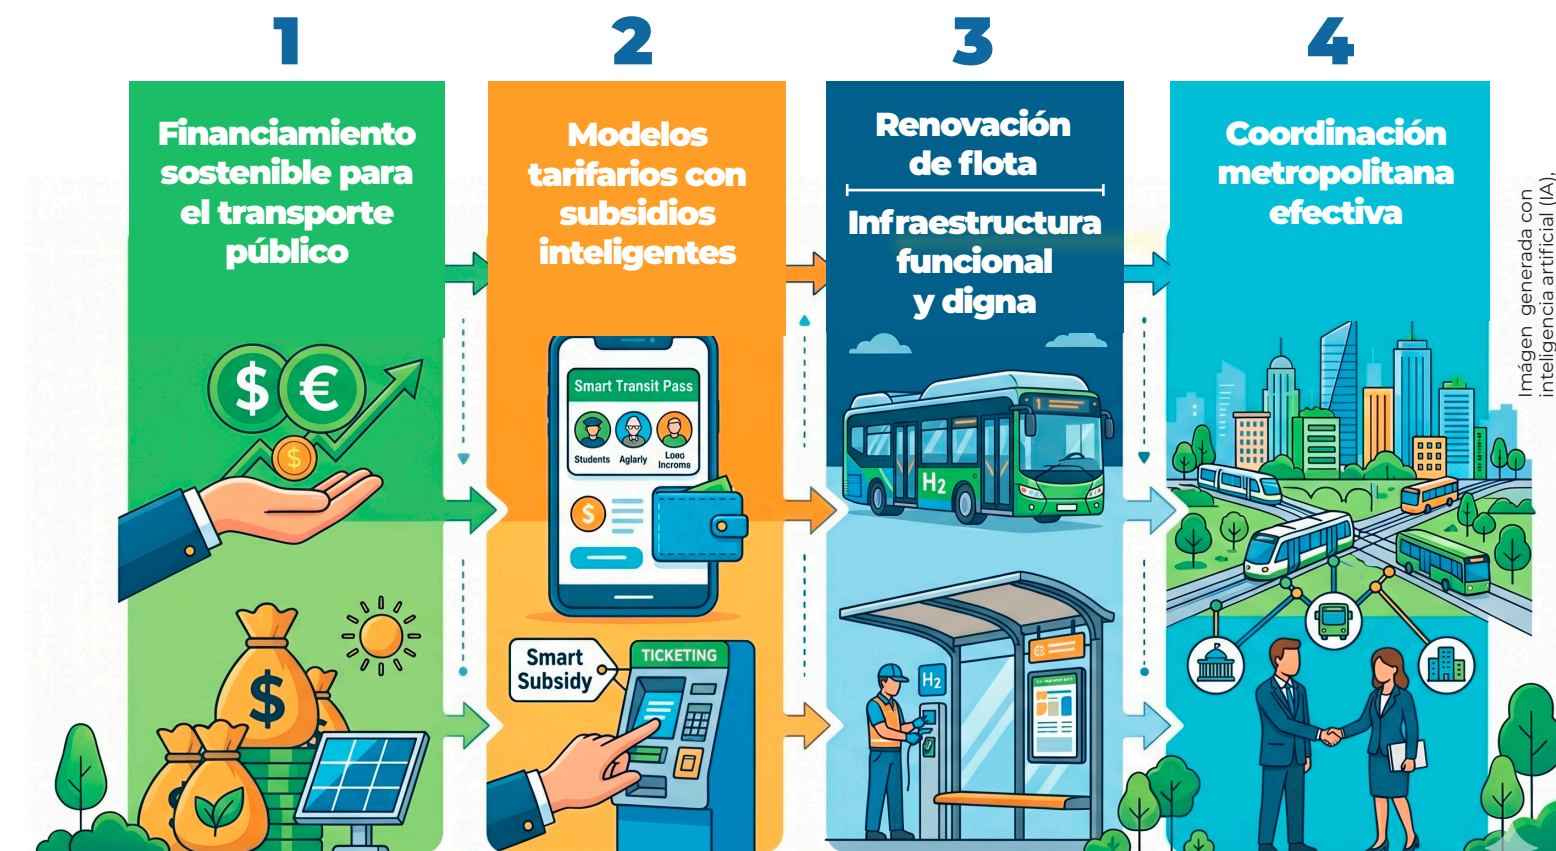 1
Financiamiento
sostenible para
el transporte
público
$ €
$
$
2
Modelos
tarifarios con
subsidios
inteligentes
Smart Transit Pass
Students Aglarly Loeo
Incroms
$
Smart
Subsidy
TICKETING
3
Renovación
de flota
Infraestructura
funcional
y digna
1
H2
H2
4
Coordinación
metropolitana
efectiva
Imágen generada con
inteligencia artificial (IA),